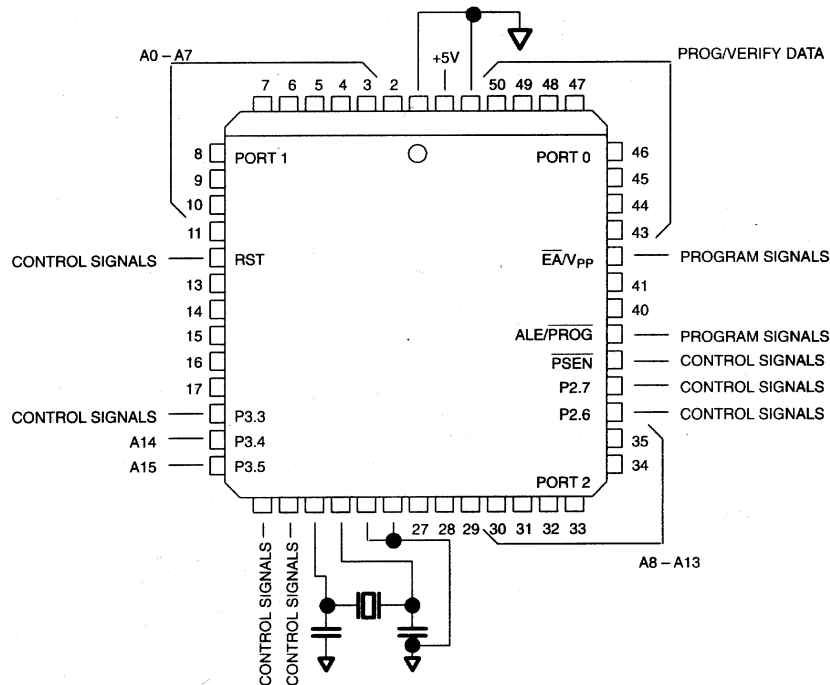 A0 – A7
+5V
PROG/VERIFY DATA
7 6 5 4 3 2 50 49 48 47
8 PORT 1 PORT 0 46
9 45
10 44
11 43
CONTROL SIGNALS RST E̅A̅/VPP PROGRAM SIGNALS
13 41
14 40
15 ALE/P̅R̅O̅G̅ PROGRAM SIGNALS
16 P̅S̅E̅N̅ CONTROL SIGNALS
17 P2.7 CONTROL SIGNALS
CONTROL SIGNALS P3.3 P2.6 CONTROL SIGNALS
A14 P3.4 35
A15 P3.5 34
PORT 2
27 28 29 30 31 32 33
A8 – A13
CONTROL SIGNALS
CONTROL SIGNALS